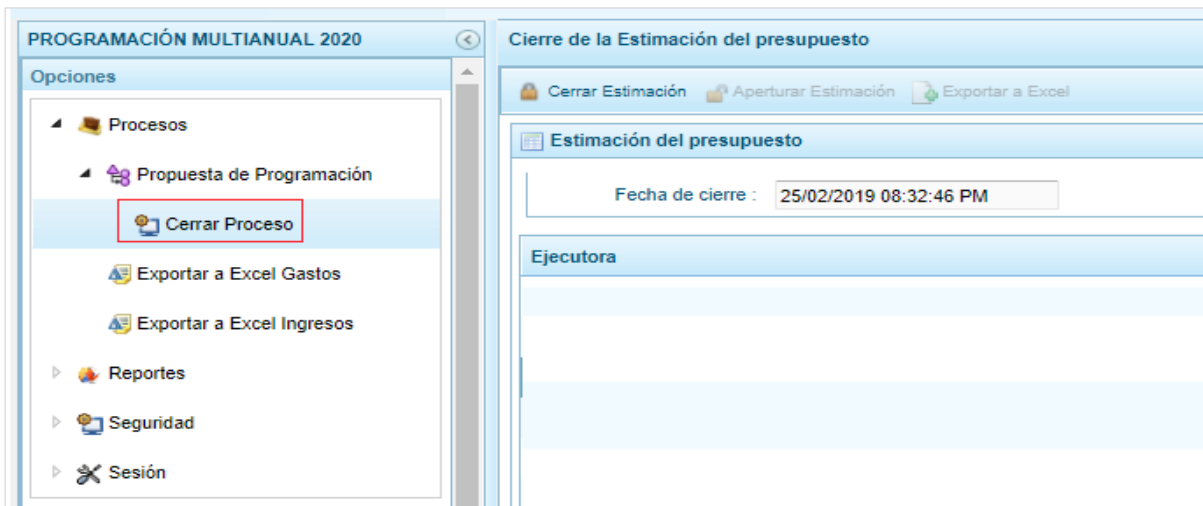 PROGRAMACIÓN MULTIANUAL 2020
Opciones
Procesos
Propuesta de Programación
Cerrar Proceso
Exportar a Excel Gastos
Exportar a Excel Ingresos
Reportes
Seguridad
Sesión
Cierre de la Estimación del presupuesto
Cerrar Estimación Aperturar Estimación Exportar a Excel
Estimación del presupuesto
Fecha de cierre : 25/02/2019 08:32:46 PM
Ejecutora